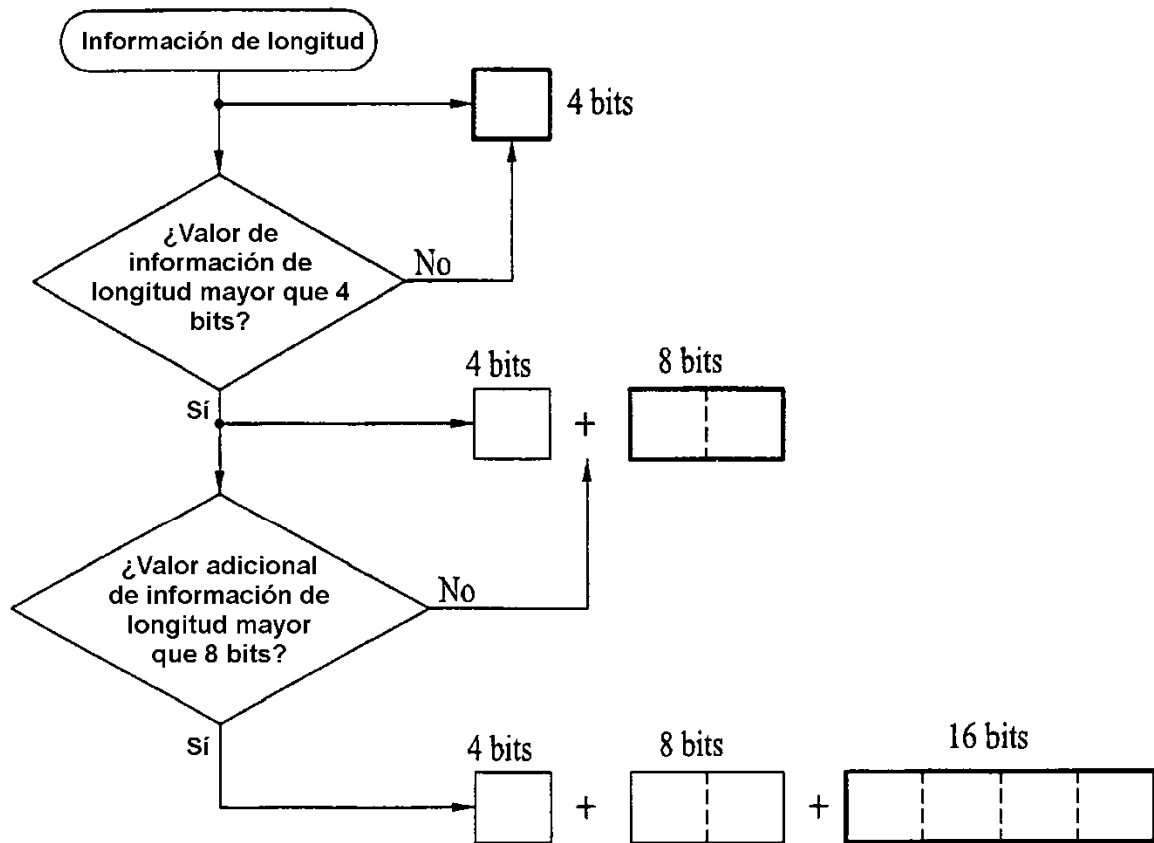 Información de longitud
4 bits
¿Valor de
información de
longitud mayor que 4
bits?
No
4 bits
8 bits
Sí
+
¿Valor adicional
de información de
longitud mayor
que 8 bits?
No
Sí
4 bits
8 bits
16 bits
+
+